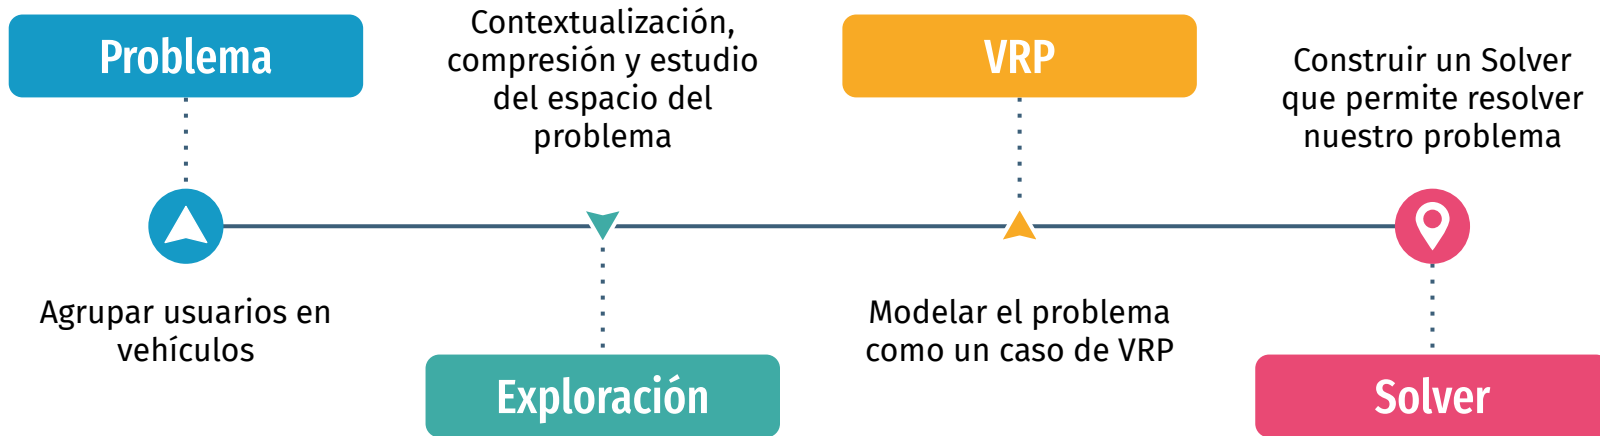 Problema
Agrupar usuarios en
vehículos
Contextualización,
compresión y estudio
del espacio del
problema
Exploración
VRP
Modelar el problema
como un caso de VRP
Construir un Solver
que permite resolver
nuestro problema
Solver